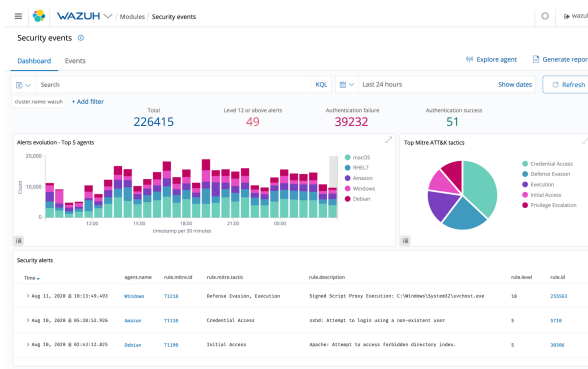 WAZUH / Modules / Security events
wazuh
Security events
Dashboard Events
Explore agent Generate report
Search KQL Last 24 hours Show dates Refresh
cluster.name: wazuh + Add filter
Total Level 12 or above alerts Authentication failure Authentication success
226415 49 39232 51
Alerts evolution - Top 5 agents
20,000
10,000
0
Count
12:00 15:00 18:00 21:00 00:00
timestamp per 30 minutes
macOS
RHEL7
Amazon
Windows
Debian
Top Mitre ATT&K tactics
Credential Access
Defense Evasion
Execution
Initial Access
Privilege Escalation
Security alerts
Time agent.name rule.mitre.id rule.mitre.tactic rule.description rule.level rule.id
> Aug 11, 2020 @ 10:13:49.493 Windows T1218 Defense Evasion, Execution Signed Script Proxy Execution: C:\Windows\System32\svchost.exe 10 255563
> Aug 10, 2020 @ 05:28:52.926 Amazon T1110 Credential Access sshd: Attempt to login using a non-existent user 5 5710
> Aug 10, 2020 @ 02:43:12.025 Debian T1190 Initial Access Apache: Attempt to access forbidden directory index. 5 30306